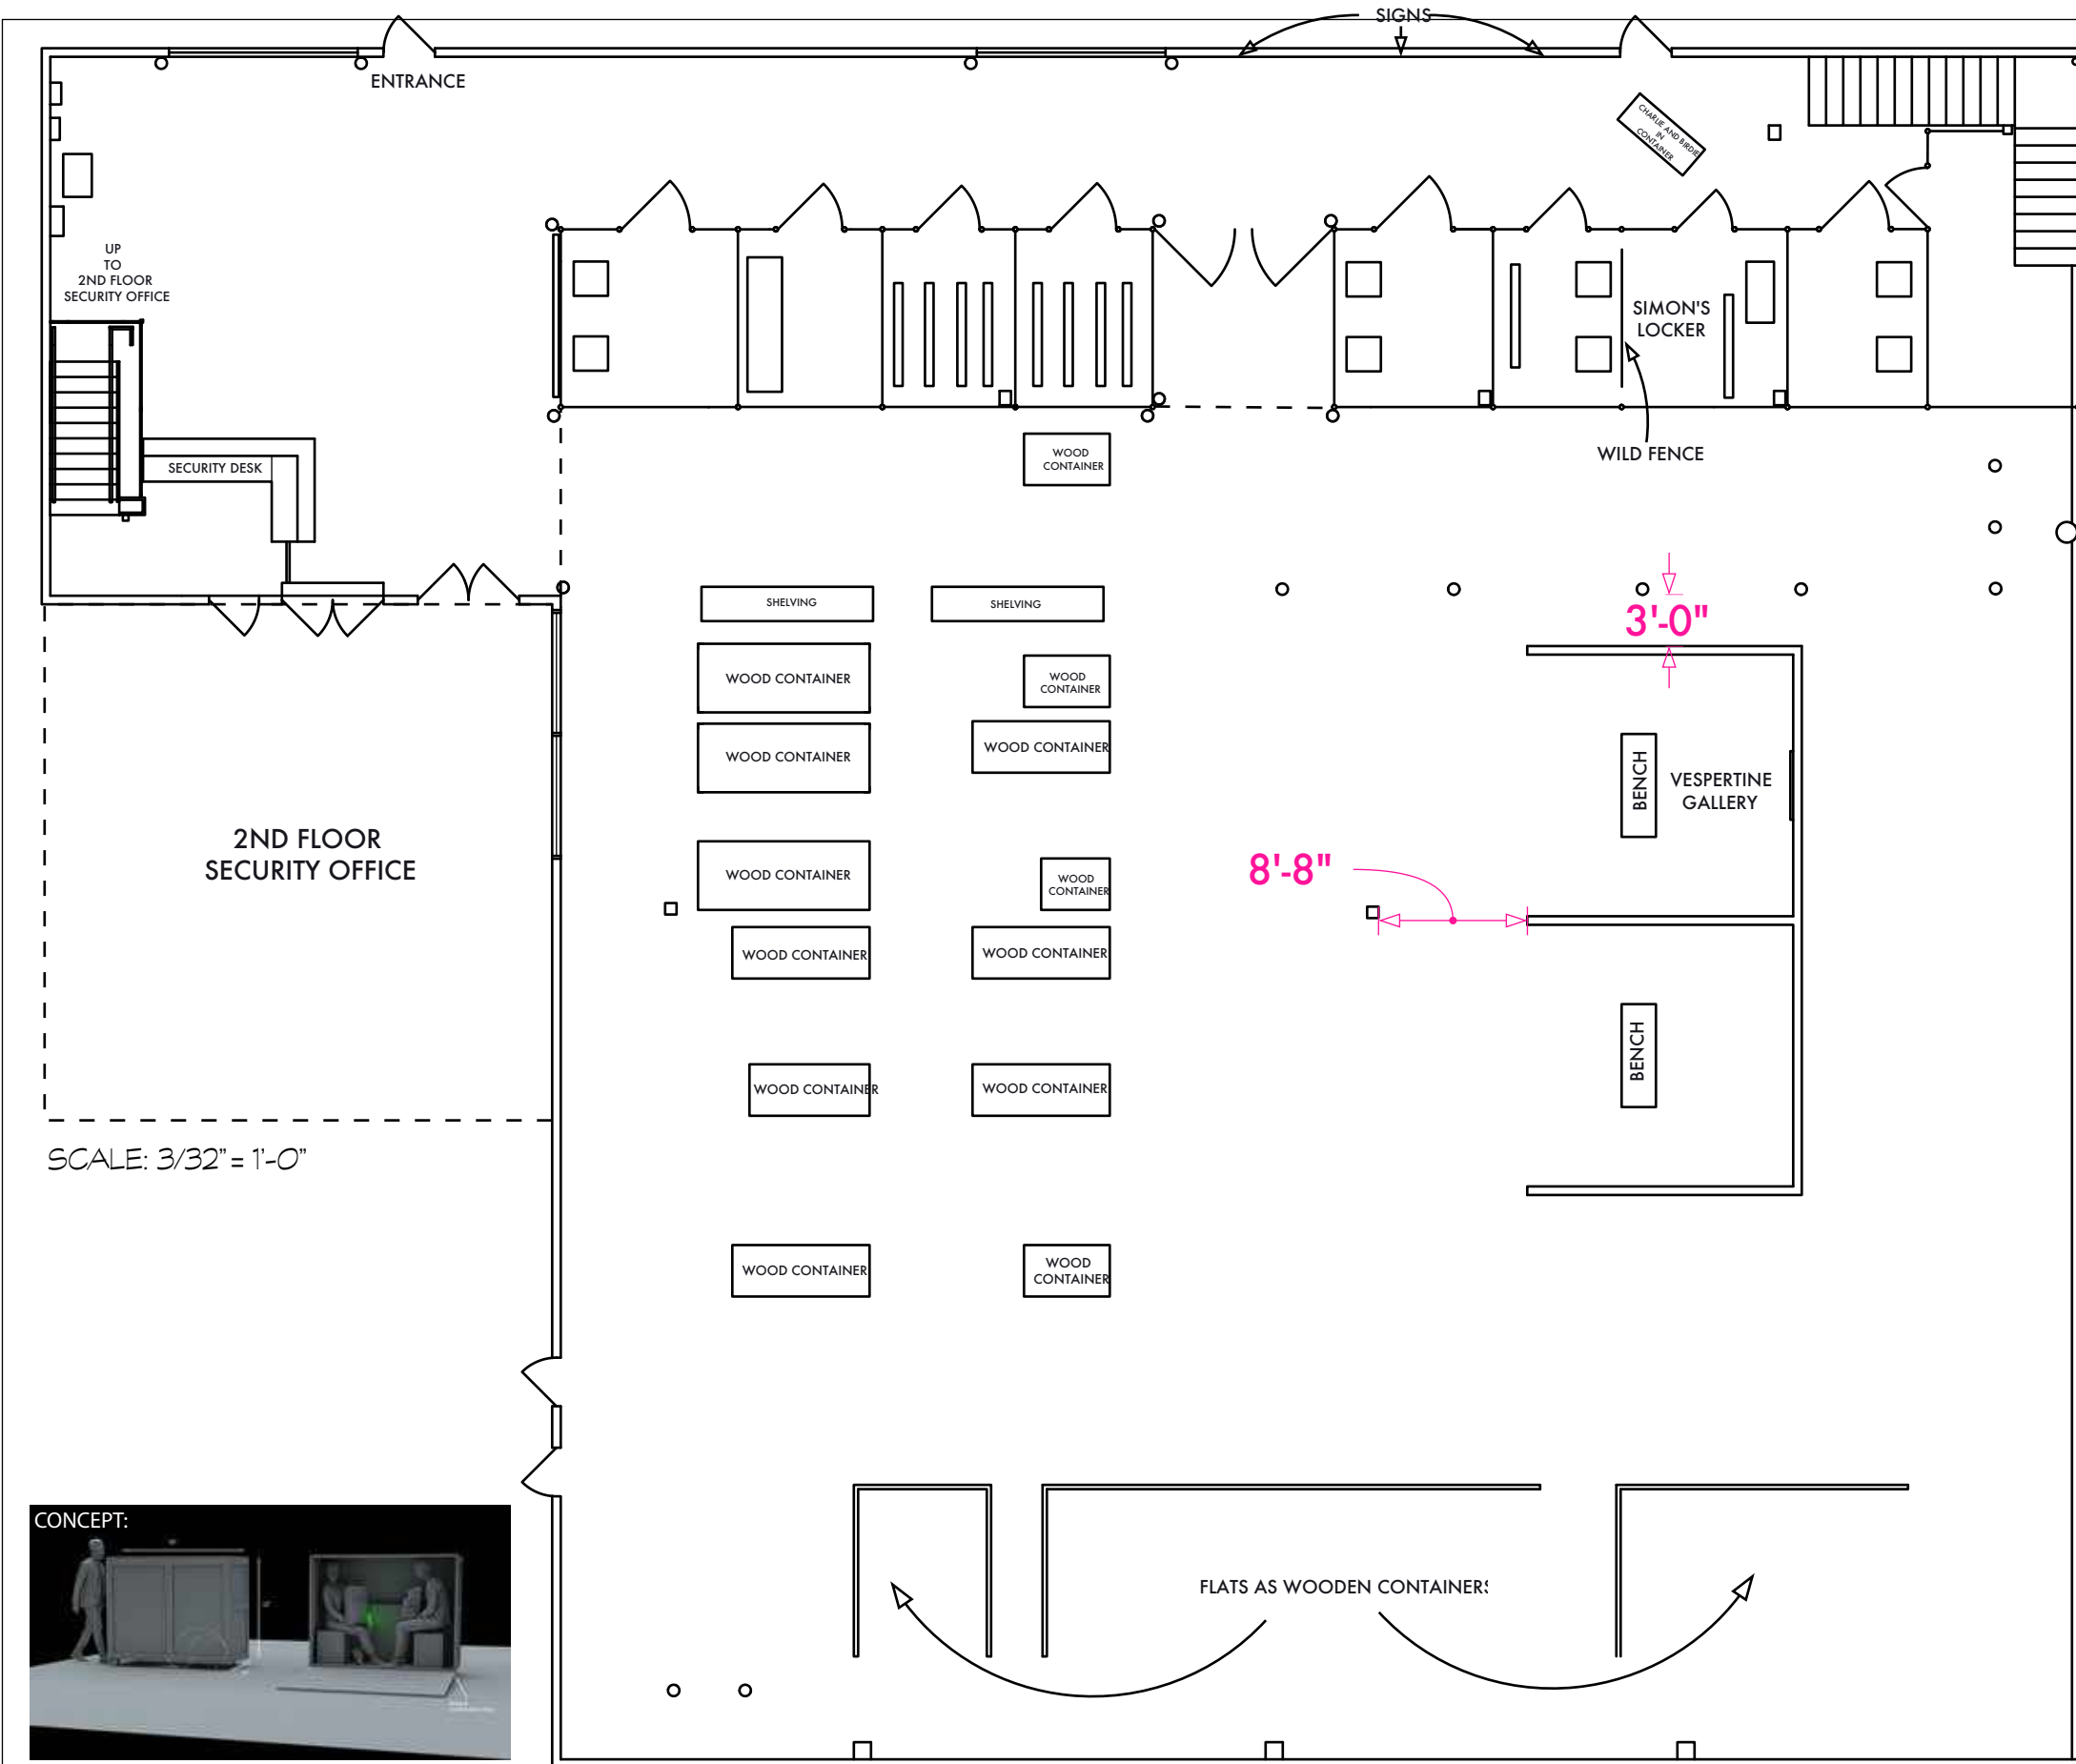 SIGNS
ENTRANCE
CHARLIE AND BIRDIE
IN
CONTAINER
UP
TO
2ND FLOOR
SECURITY OFFICE
SIMON'S
LOCKER
WILD FENCE
SECURITY DESK
WOOD
CONTAINER
SHELVING
SHELVING
3'-0"
WOOD CONTAINER
WOOD
CONTAINER
WOOD CONTAINER
WOOD CONTAINER
BENCH
VESPERTINE
GALLERY
2ND FLOOR
SECURITY OFFICE
8'-8"
WOOD CONTAINER
WOOD
CONTAINER
WOOD CONTAINER
WOOD CONTAINER
BENCH
WOOD CONTAINER
WOOD CONTAINER
SCALE: 3/32" = 1'-0"
WOOD CONTAINER
WOOD
CONTAINER
CONCEPT:
FLATS AS WOODEN CONTAINERS